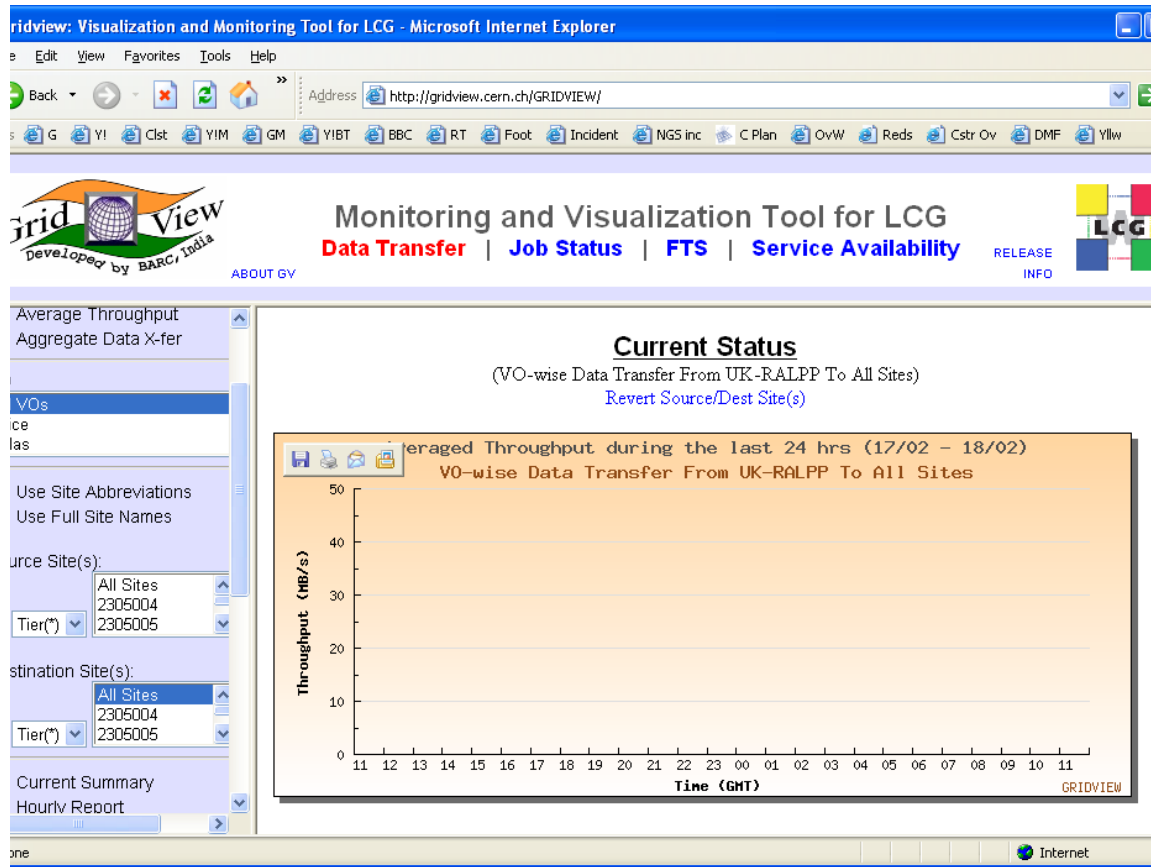 ridview: Visualization and Monitoring Tool for LCG - Microsoft Internet Explorer
e Edit View Favorites Tools Help
Back » Address http://gridview.cern.ch/GRIDVIEW/
s G Y! Clst Y!M GM Y!BT BBC RT Foot Incident NGS inc C Plan OvW Reds Cstr Ov DMF Yllw
Grid View
Developed by BARC, India
ABOUT GV
Monitoring and Visualization Tool for LCG
Data Transfer | Job Status | FTS | Service Availability
RELEASE
INFO
LCG
Average Throughput
Aggregate Data X-fer
VOs
ice
las
Use Site Abbreviations
Use Full Site Names
urce Site(s):
All Sites
2305004
Tier(*) 2305005
stination Site(s):
All Sites
2305004
Tier(*) 2305005
Current Summary
Hourly Report
Current Status
(VO-wise Data Transfer From UK-RALPP To All Sites)
Revert Source/Dest Site(s)
eraged Throughput during the last 24 hrs (17/02 - 18/02)
VO-wise Data Transfer From UK-RALPP To All Sites
Throughput (MB/s)
50
40
30
20
10
0
11 12 13 14 15 16 17 18 19 20 21 22 23 00 01 02 03 04 05 06 07 08 09 10 11
Time (GMT)
GRIDVIEW
one Internet